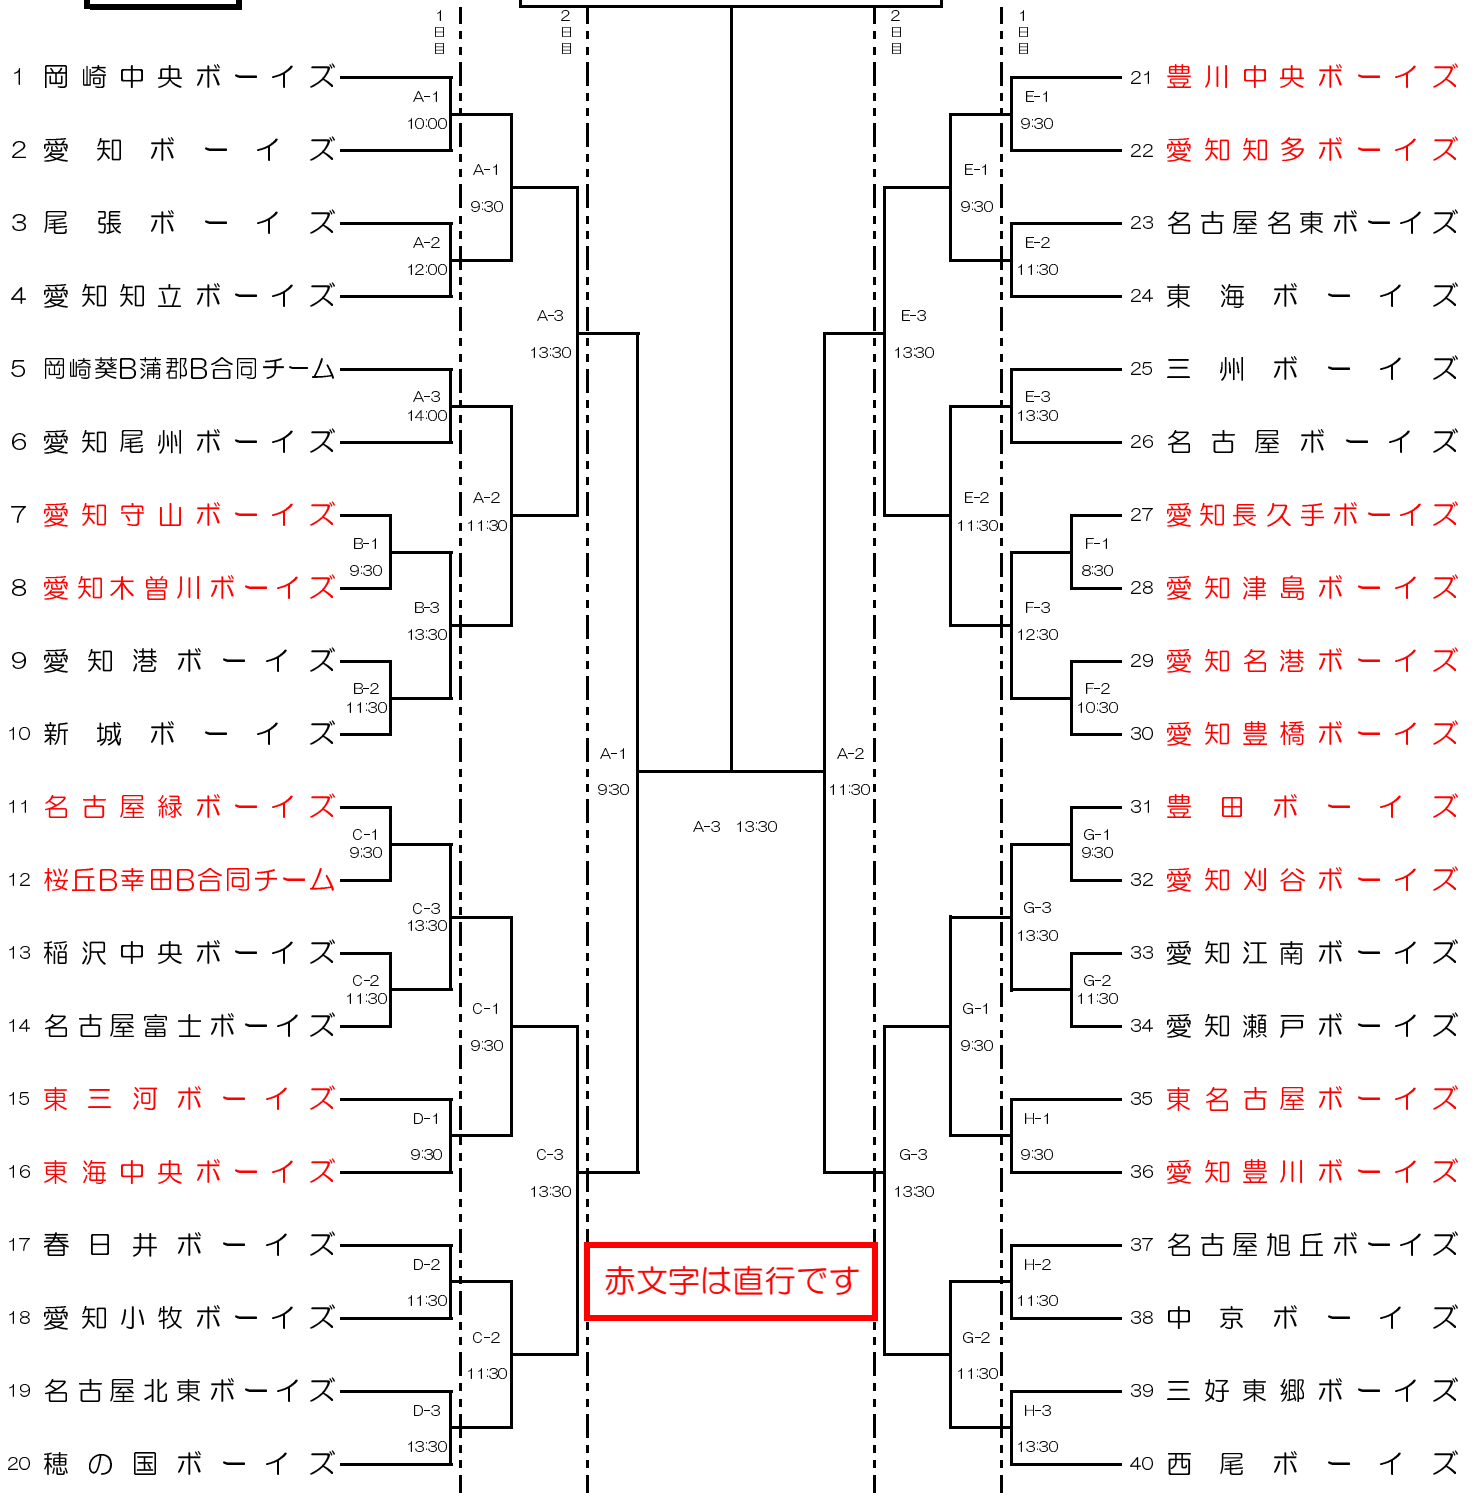 1日目
2日目
2日目
1日目
1 岡崎中央ボーイズ
2 愛知ボーイズ
3 尾張ボーイズ
4 愛知知立ボーイズ
5 岡崎葵B蒲郡B合同チーム
6 愛知尾州ボーイズ
7 愛知守山ボーイズ
8 愛知木曽川ボーイズ
9 愛知港ボーイズ
10 新城ボーイズ
11 名古屋緑ボーイズ
12 桜丘B幸田B合同チーム
13 稲沢中央ボーイズ
14 名古屋富士ボーイズ
15 東三河ボーイズ
16 東海中央ボーイズ
17 春日井ボーイズ
18 愛知小牧ボーイズ
19 名古屋北東ボーイズ
20 穂の国ボーイズ
A-1
10:00
A-2
12:00
A-3
14:00
B-1
9:30
B-3
13:30
B-2
11:30
C-1
9:30
C-3
13:30
C-2
11:30
D-1
9:30
D-2
11:30
D-3
13:30
A-1
9:30
A-2
11:30
C-1
9:30
C-2
11:30
A-3
13:30
C-3
13:30
A-1
9:30
A-3 13:30
A-2
11:30
赤文字は直行です
E-3
13:30
G-3
13:30
E-1
9:30
E-2
11:30
G-1
9:30
G-2
11:30
E-1
9:30
E-2
11:30
E-3
13:30
F-1
8:30
F-3
12:30
F-2
10:30
G-1
9:30
G-3
13:30
G-2
11:30
H-1
9:30
H-2
11:30
H-3
13:30
21 豊川中央ボーイズ
22 愛知知多ボーイズ
23 名古屋名東ボーイズ
24 東海ボーイズ
25 三州ボーイズ
26 名古屋ボーイズ
27 愛知長久手ボーイズ
28 愛知津島ボーイズ
29 愛知名港ボーイズ
30 愛知豊橋ボーイズ
31 豊田ボーイズ
32 愛知刈谷ボーイズ
33 愛知江南ボーイズ
34 愛知瀬戸ボーイズ
35 東名古屋ボーイズ
36 愛知豊川ボーイズ
37 名古屋旭丘ボーイズ
38 中京ボーイズ
39 三好東郷ボーイズ
40 西尾ボーイズ